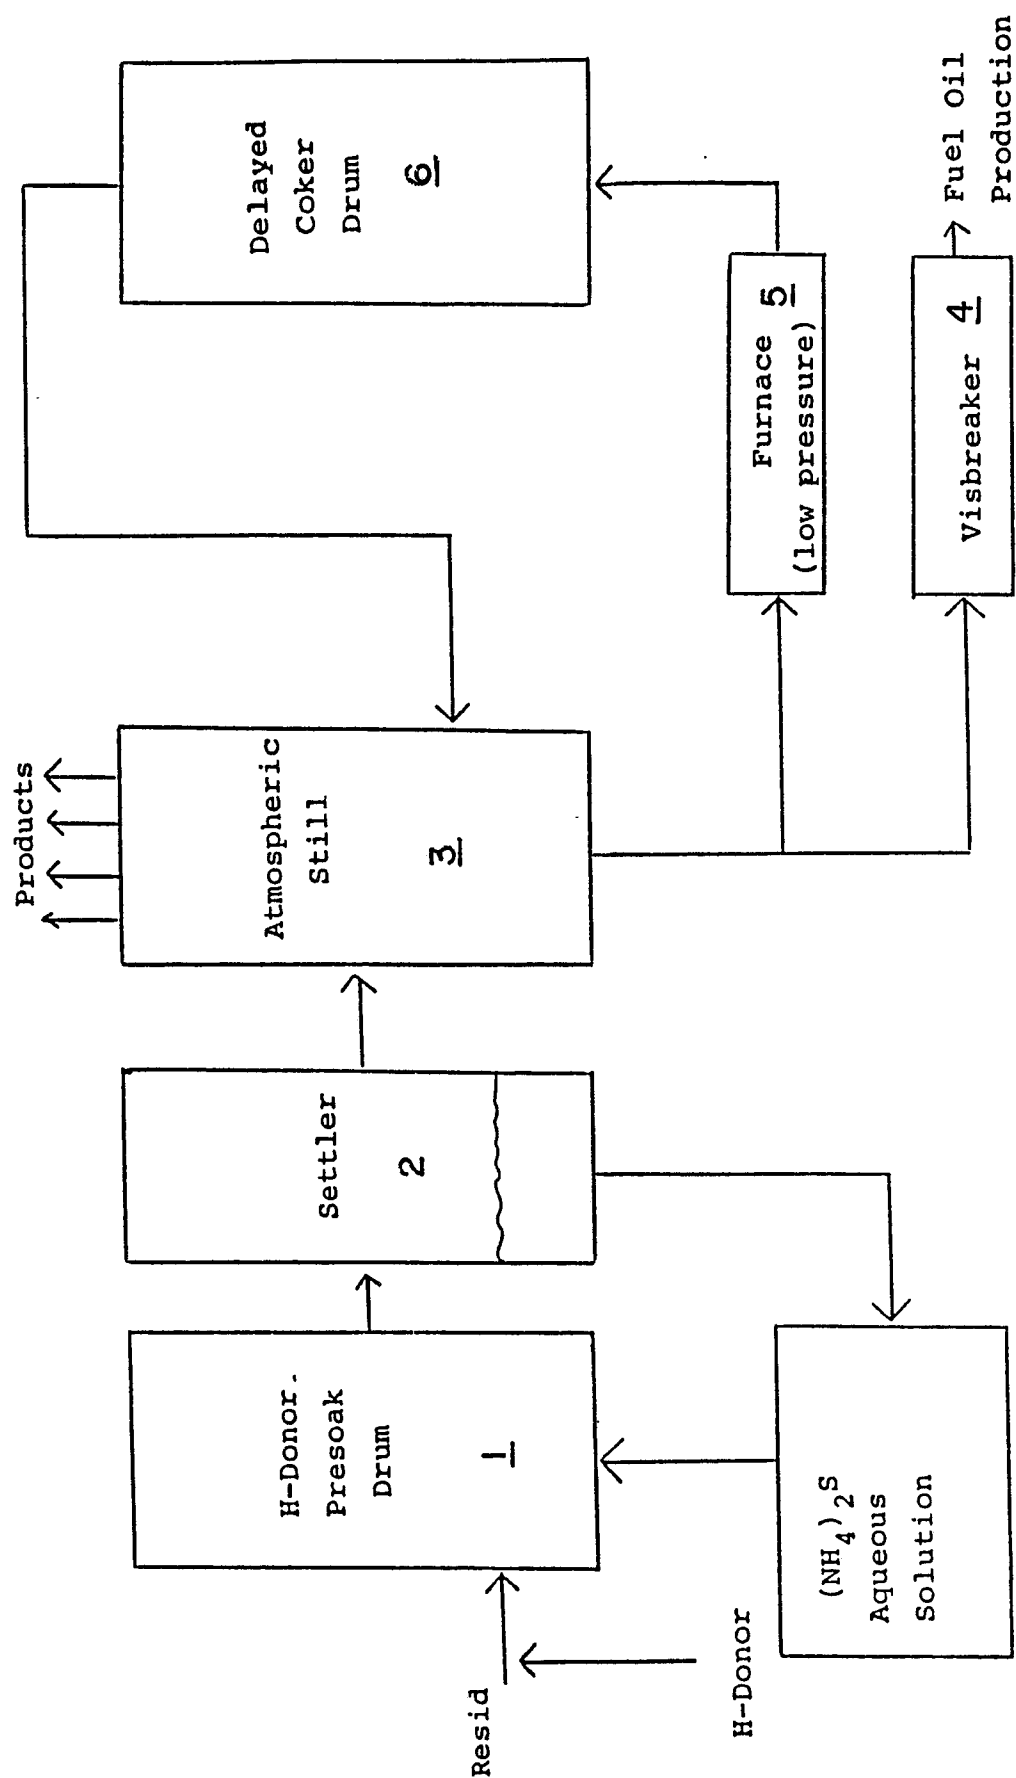 Resid
H-Donor
H-Donor.
Presoak
Drum
1
(NH4)2S
Aqueous
Solution
Settler
2
Products
Atmospheric
Still
3
Delayed
Coker
Drum
6
Furnace 5
(low pressure)
Visbreaker 4
Fuel Oil
Production